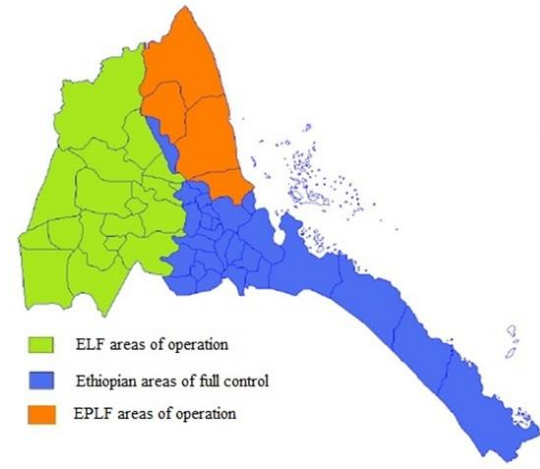 ELF areas of operation
Ethiopian areas of full control
EPLF areas of operation